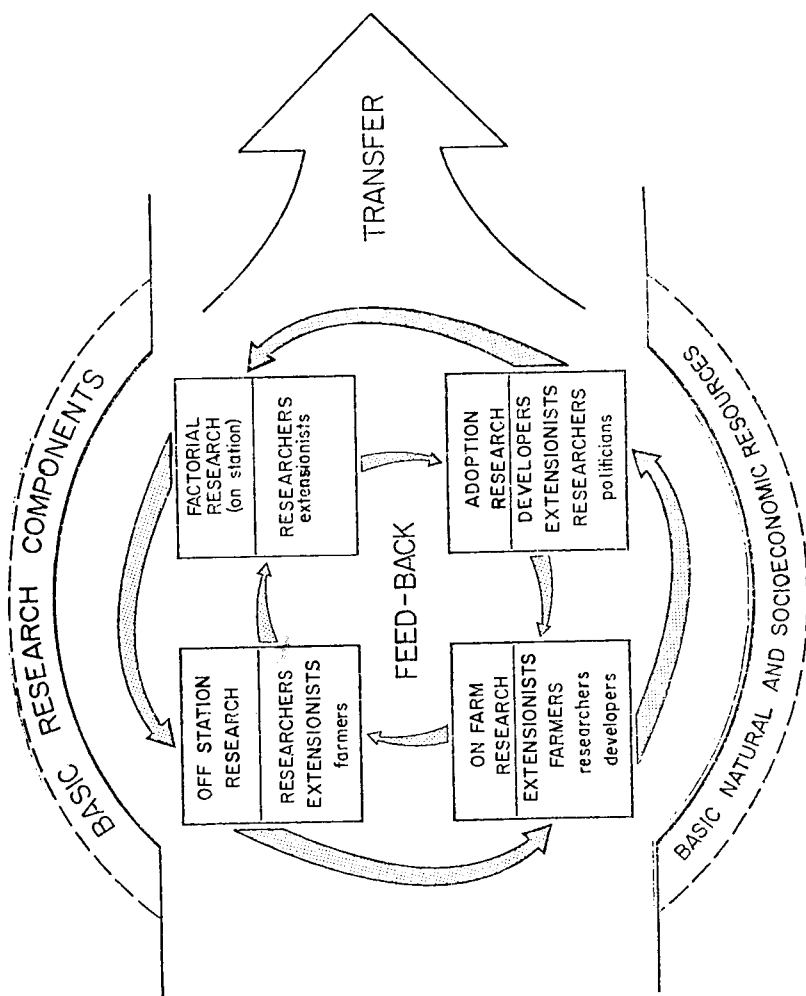 BASIC RESEARCH COMPONENTS
OFF STATION
RESEARCH
RESEARCHERS
EXTENSIONISTS
farmers
FACTORIAL
RESEARCH
(on station)
RESEARCHERS
extensionists
FEED-BACK
TRANSFER
ON FARM
RESEARCH
EXTENSIONISTS
FARMERS
researchers
developers
ADOPTION
RESEARCH
DEVELOPERS
EXTENSIONISTS
RESEARCHERS
politicians
BASIC NATURAL AND SOCIOECONOMIC RESOURCES